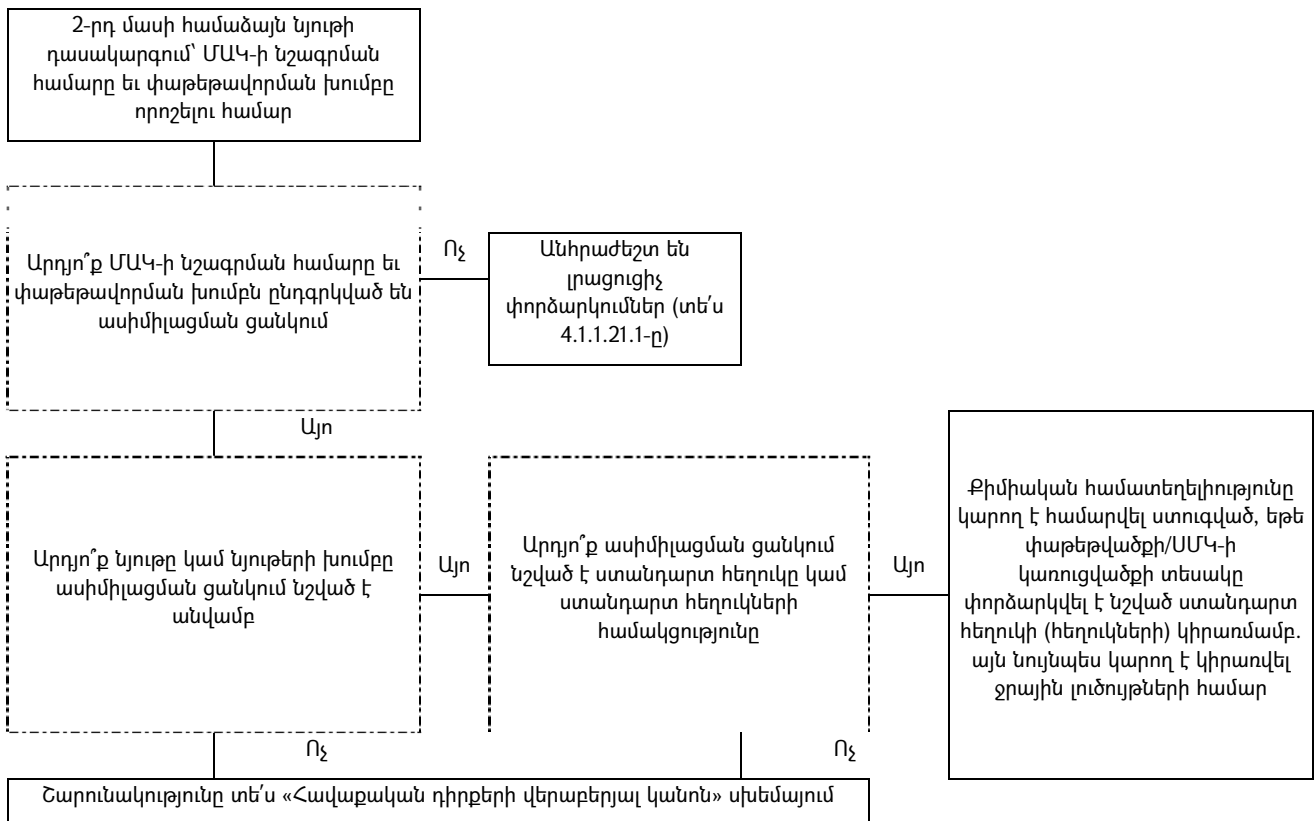 2-րդ մասի համաձայն նյութի
դասակարգում՝ ՄԱԿ-ի նշագրման
համարը եւ փաթեթավորման խումբը
որոշելու համար
Արդյո՞ք ՄԱԿ-ի նշագրման համարը եւ
փաթեթավորման խումբն ընդգրկված են
ասիմիլացման ցանկում
Ոչ
Անհրաժեշտ են
լրացուցիչ
փորձարկումներ (տե՛ս
4.1.1.21.1-ը)
Այո
Արդյո՞ք նյութը կամ նյութերի խումբը
ասիմիլացման ցանկում նշված է
անվամբ
Այո
Արդյո՞ք ասիմիլացման ցանկում
նշված է ստանդարտ հեղուկը կամ
ստանդարտ հեղուկների
համակցությունը
Այո
Քիմիական համատեղելիությունը
կարող է համարվել ստուգված, եթե
փաթեթվածքի/ՍՄԿ-ի
կառուցվածքի տեսակը
փորձարկվել է նշված ստանդարտ
հեղուկի (հեղուկների) կիրառմամբ.
այն նույնպես կարող է կիրառվել
ջրային լուծույթների համար
Ոչ
Ոչ
Շարունակությունը տե՛ս «Հավաքական դիրքերի վերաբերյալ կանոն» սխեմայում